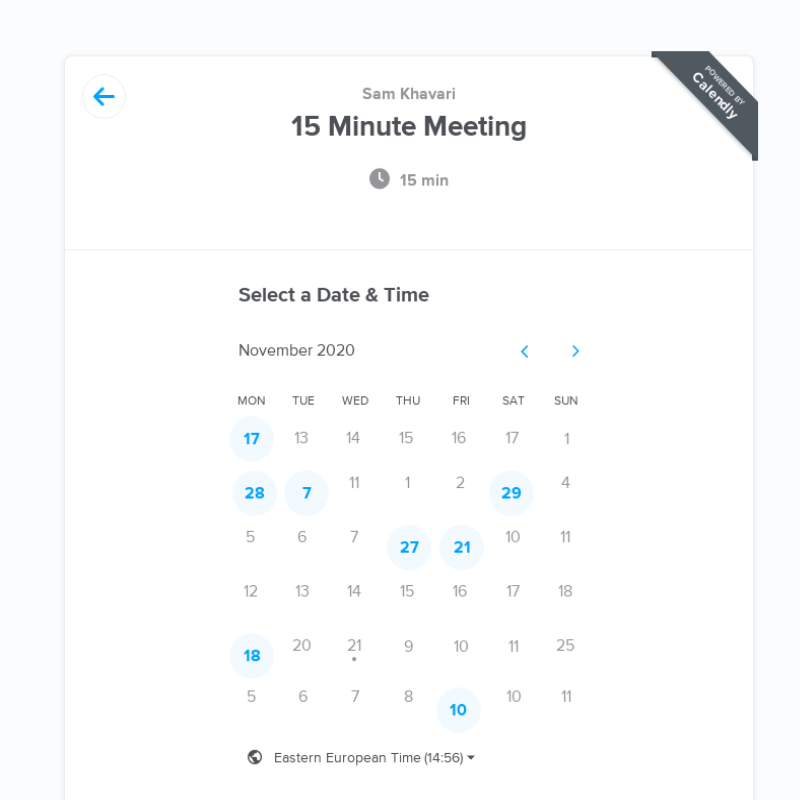 POWERED BY
Calendly
Sam Khavari
15 Minute Meeting
15 min
Select a Date & Time
November 2020
MON TUE WED THU FRI SAT SUN
17 13 14 15 16 17 1
28 7 11 1 2 29 4
5 6 7 27 21 10 11
12 13 14 15 16 17 18
18 20 21 9 10 11 25
5 6 7 8 10 10 11
Eastern European Time (14:56)